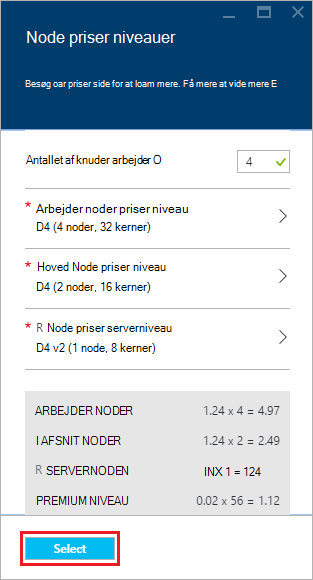 Node priser niveauer
Besøg oar priser side for at loam mere. Få mere at vide mere E
Antallet af knuder arbejder O
4
* Arbejder noder priser niveau
D4 (4 noder, 32 kerner)
* Hoved Node priser niveau
D4 (2 noder, 16 kerner)
* R Node priser serverniveau
D4 v2 (1 node, 8 kerner)
ARBEJDER NODER 1.24 x 4 = 4.97
I AFSNIT NODER 1.24 x 2 = 2.49
R SERVERNODEN INX 1 = 124
PREMIUM NIVEAU 0.02 x 56 = 1.12
Select